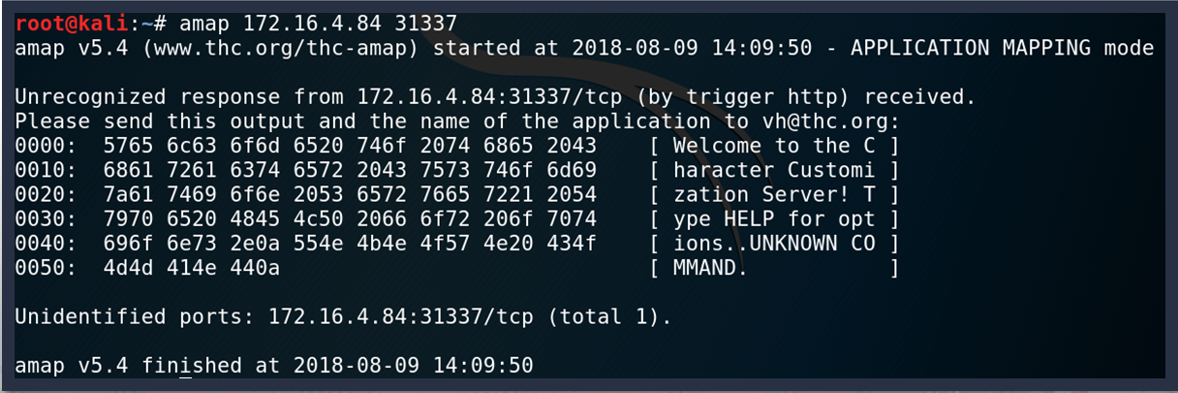 root@kali:~# amap 172.16.4.84 31337
amap v5.4 (www.thc.org/thc-amap) started at 2018-08-09 14:09:50 - APPLICATION MAPPING mode
Unrecognized response from 172.16.4.84:31337/tcp (by trigger http) received.
Please send this output and the name of the application to vh@thc.org:
0000:  5765 6c63 6f6d 6520 746f 2074 6865 2043    [ Welcome to the C ]
0010:  6861 7261 6374 6572 2043 7573 746f 6d69    [ haracter Customi ]
0020:  7a61 7469 6f6e 2053 6572 7665 7221 2054    [ zation Server! T ]
0030:  7970 6520 4845 4c50 2066 6f72 206f 7074    [ ype HELP for opt ]
0040:  696f 6e73 2e0a 554e 4b4e 4f57 4e20 434f    [ ions..UNKNOWN CO ]
0050:  4d4d 414e 440a                             [ MMAND.           ]
Unidentified ports: 172.16.4.84:31337/tcp (total 1).
amap v5.4 finished at 2018-08-09 14:09:50